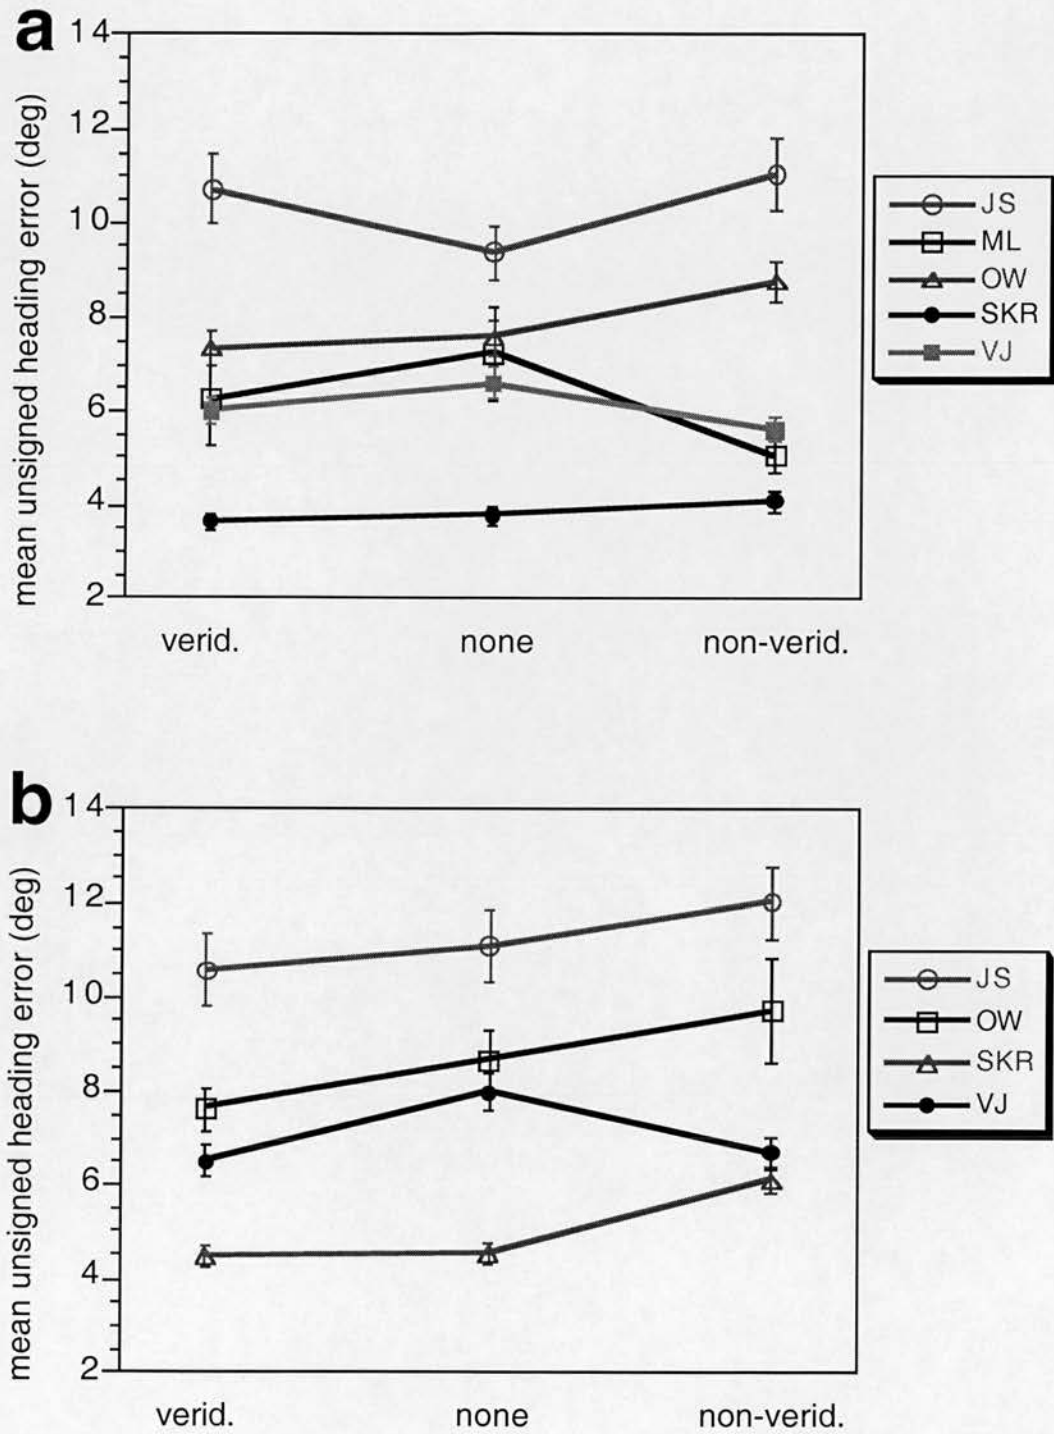 a
14
12
10
8
6
4
2
mean unsigned heading error (deg)
verid.
none
non-verid.
JS
ML
OW
SKR
VJ
b
14
12
10
8
6
4
2
mean unsigned heading error (deg)
verid.
none
non-verid.
JS
OW
SKR
VJ